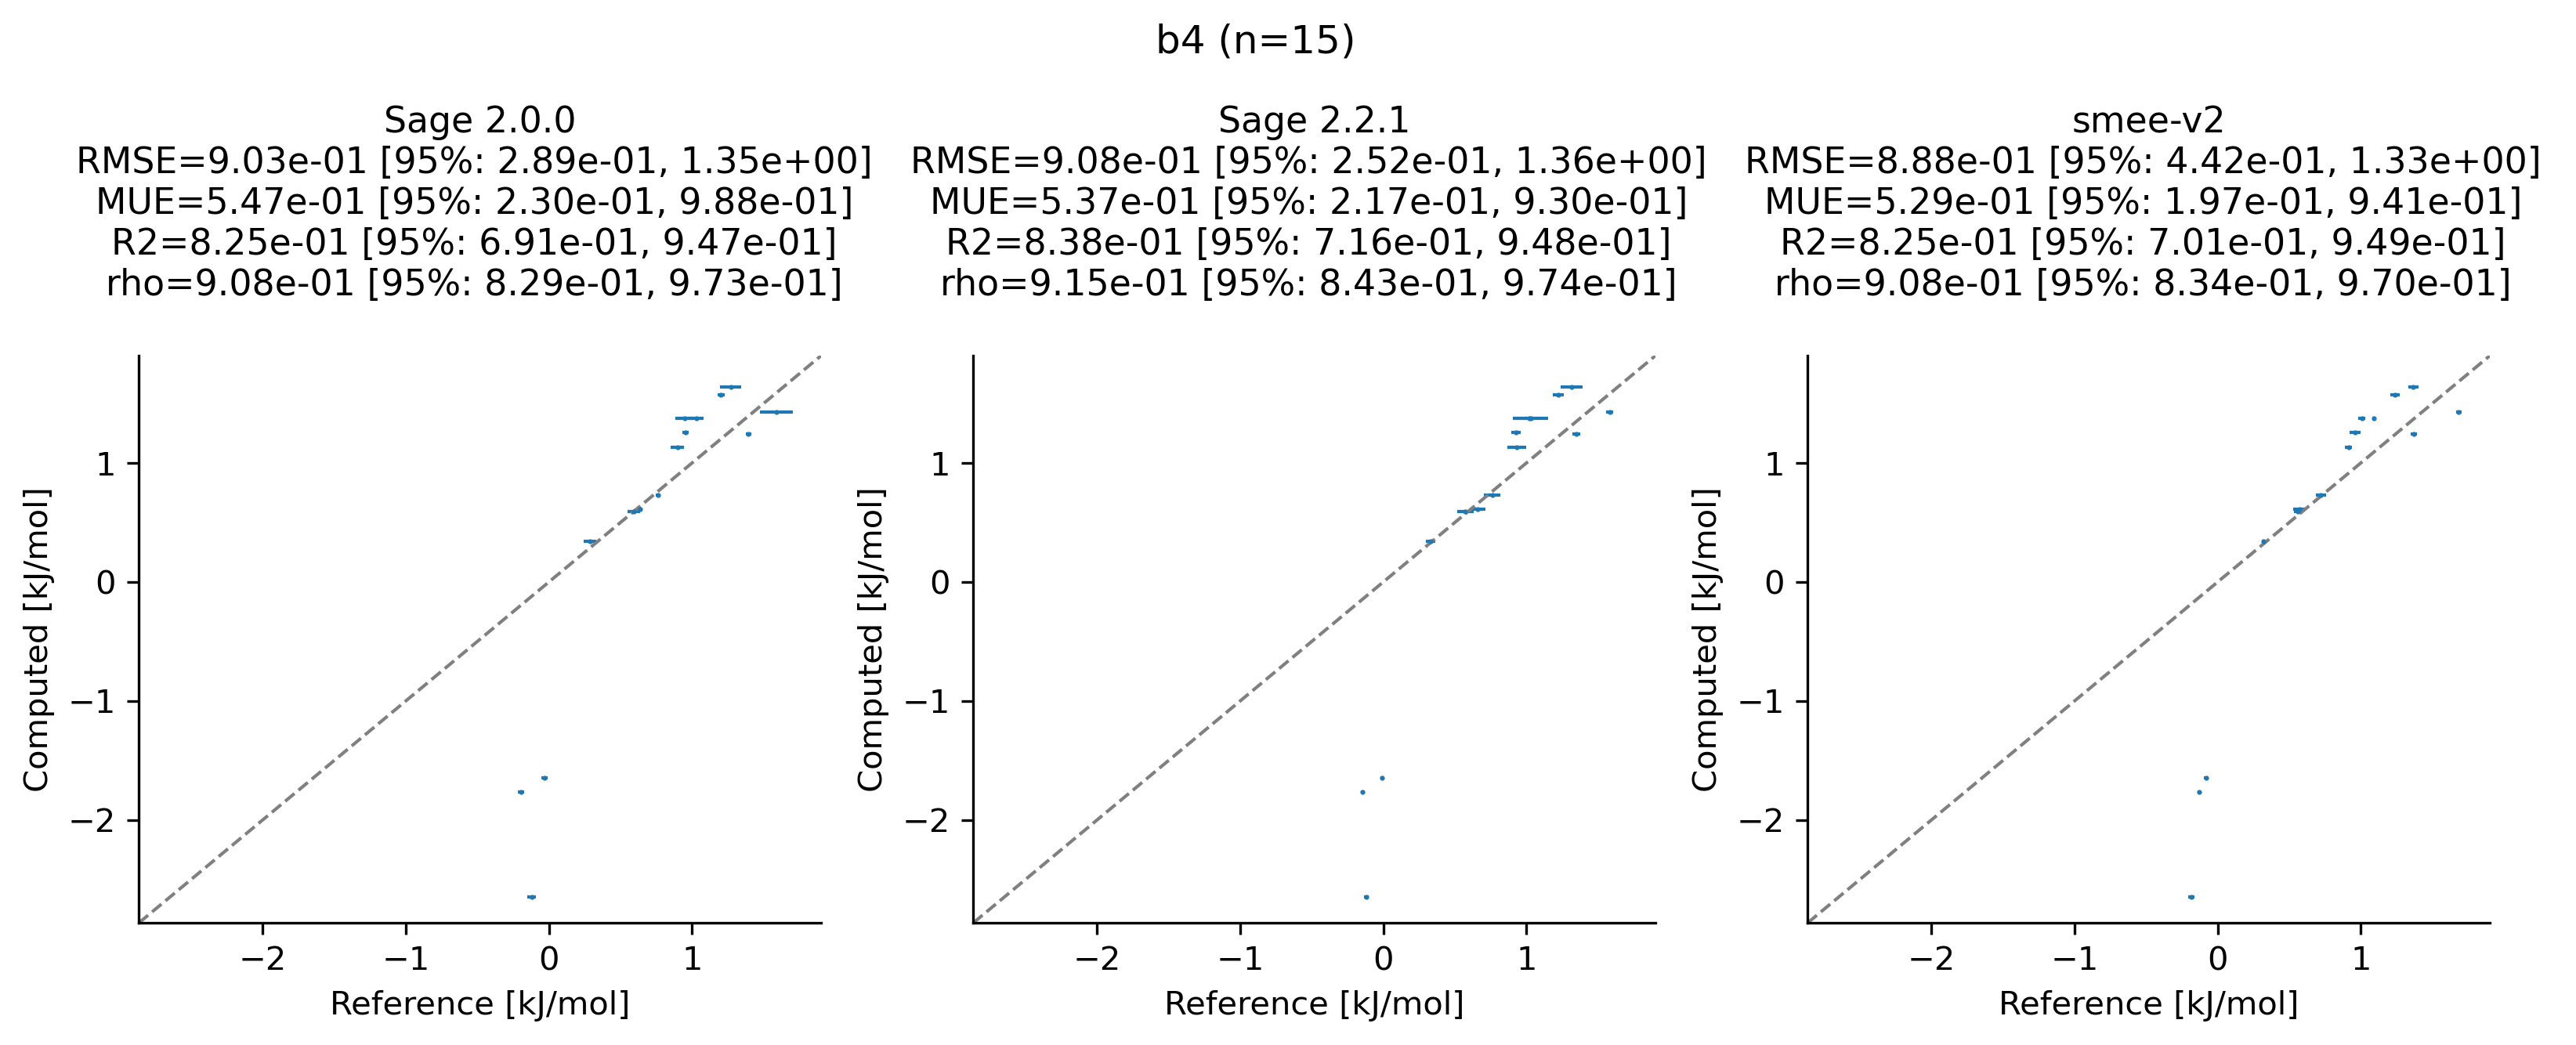 b4 (n=15)
Sage 2.0.0
RMSE=9.03e-01 [95%: 2.89e-01, 1.35e+00]
MUE=5.47e-01 [95%: 2.30e-01, 9.88e-01]
R2=8.25e-01 [95%: 6.91e-01, 9.47e-01]
rho=9.08e-01 [95%: 8.29e-01, 9.73e-01]
1
0
−1
−2
Computed [kJ/mol]
−2 −1 0 1
Reference [kJ/mol]
Sage 2.2.1
RMSE=9.08e-01 [95%: 2.52e-01, 1.36e+00]
MUE=5.37e-01 [95%: 2.17e-01, 9.30e-01]
R2=8.38e-01 [95%: 7.16e-01, 9.48e-01]
rho=9.15e-01 [95%: 8.43e-01, 9.74e-01]
1
0
−1
−2
Computed [kJ/mol]
−2 −1 0 1
Reference [kJ/mol]
smee-v2
RMSE=8.88e-01 [95%: 4.42e-01, 1.33e+00]
MUE=5.29e-01 [95%: 1.97e-01, 9.41e-01]
R2=8.25e-01 [95%: 7.01e-01, 9.49e-01]
rho=9.08e-01 [95%: 8.34e-01, 9.70e-01]
1
0
−1
−2
Computed [kJ/mol]
−2 −1 0 1
Reference [kJ/mol]